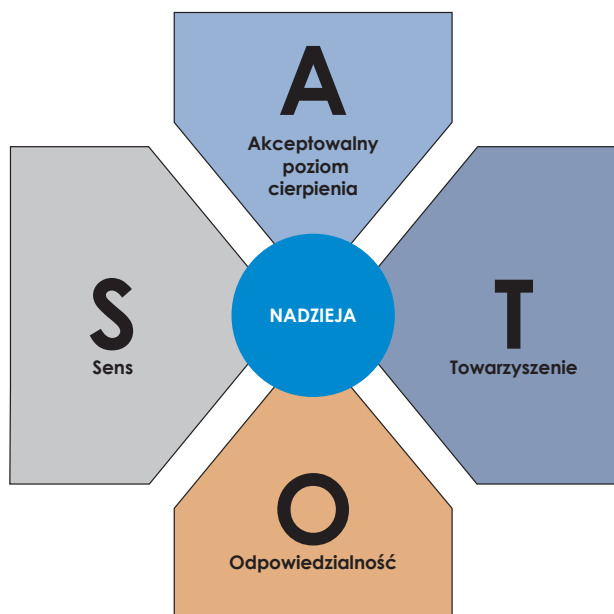 A
Akceptowalny
poziom
cierpienia
S
Sens
NADZIEJA
T
Towarzyszenie
O
Odpowiedzialność